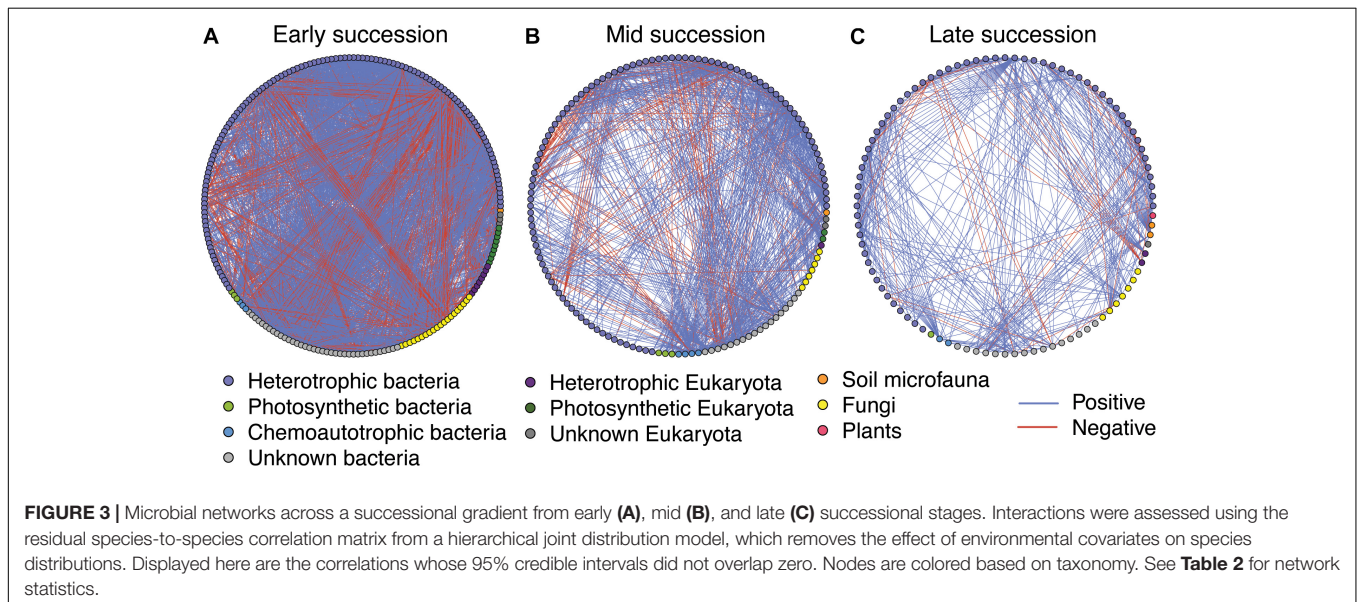 A Early succession B Mid succession C Late succession
Heterotrophic bacteria
Photosynthetic bacteria
Chemoautotrophic bacteria
Unknown bacteria
Heterotrophic Eukaryota
Photosynthetic Eukaryota
Unknown Eukaryota
Soil microfauna
Fungi
Plants
Positive
Negative
FIGURE 3 | Microbial networks across a successional gradient from early (A), mid (B), and late (C) successional stages. Interactions were assessed using the
residual species-to-species correlation matrix from a hierarchical joint distribution model, which removes the effect of environmental covariates on species
distributions. Displayed here are the correlations whose 95% credible intervals did not overlap zero. Nodes are colored based on taxonomy. See Table 2 for network
statistics.